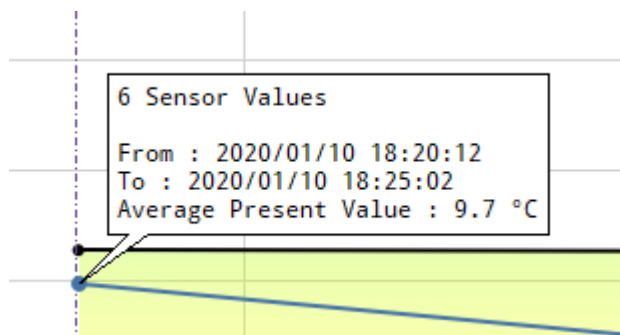 6 Sensor Values
From : 2020/01/10 18:20:12
To : 2020/01/10 18:25:02
Average Present Value : 9.7 °C